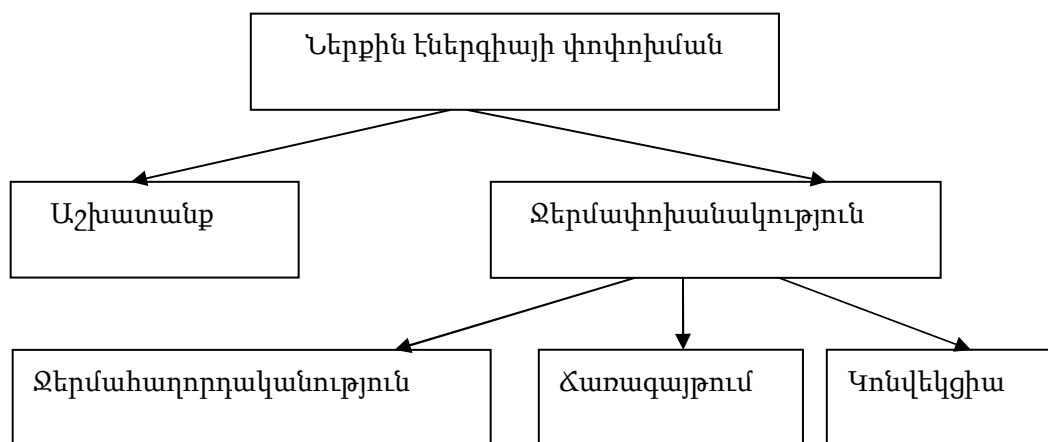 Ներքին էներգիայի փոփոխման
Աշխատանք
Ջերմափոխանակություն
Ջերմահաղորդականություն
Ճառագայթում
Կոնվեկցիա